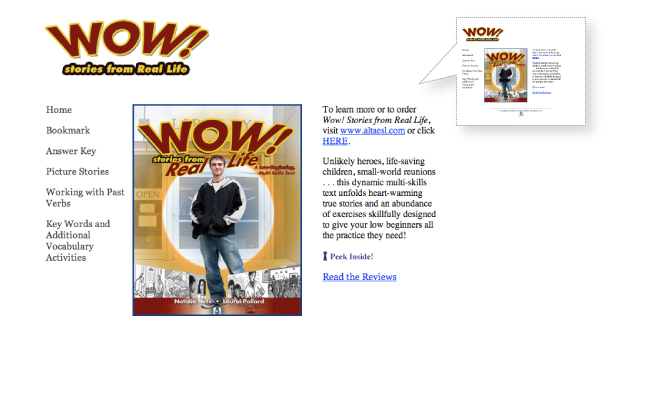 WOW!
stories from Real Life
Home
Bookmark
Answer Key
Picture Stories
Working with Past
Verbs
Key Words and
Additional
Vocabulary
Activities
WOW!
stories from
Real Life
A Low-Beginning,
Multi-Skills Text
OPEN
Natalie Hess • Laurel Pollard
To learn more or to order
Wow! Stories from Real Life,
visit www.altaesl.com or click
HERE.
Unlikely heroes, life-saving
children, small-world reunions
. . . this dynamic multi-skills
text unfolds heart-warming
true stories and an abundance
of exercises skillfully designed
to give your low beginners all
the practice they need!
Peek Inside!
Read the Reviews
WOW!
WOW!